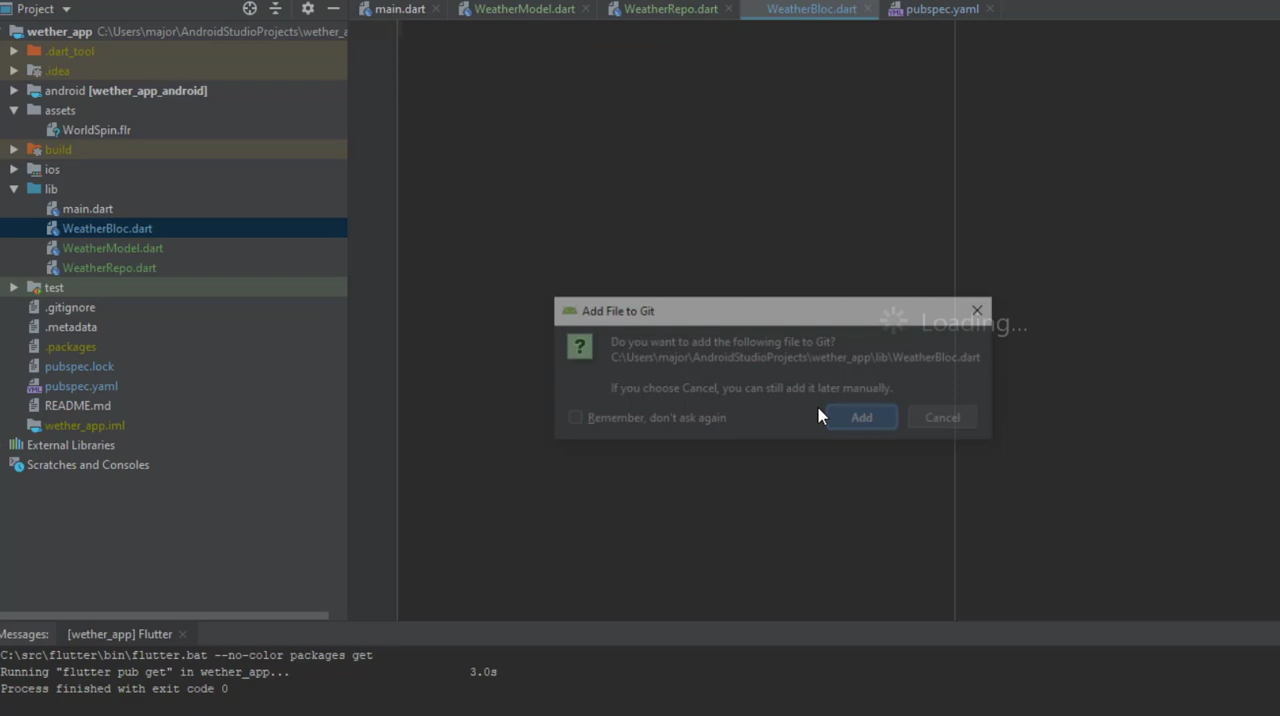 Project
main.dart
WeatherModel.dart
WeatherRepo.dart
WeatherBloc.dart
pubspec.yaml
wether_app C:\Users\major\AndroidStudioProjects\wether_a
.dart_tool
.idea
android [wether_app_android]
assets
WorldSpin.flr
build
ios
lib
main.dart
WeatherBloc.dart
WeatherModel.dart
WeatherRepo.dart
test
.gitignore
.metadata
.packages
pubspec.lock
pubspec.yaml
README.md
wether_app.iml
External Libraries
Scratches and Consoles
Add File to Git
Loading...
Do you want to add the following file to Git?
C:\Users\major\AndroidStudioProjects\wether_app\lib\WeatherBloc.dart
If you choose Cancel, you can still add it later manually.
Remember, don't ask again
Add
Cancel
Messages: [wether_app] Flutter
C:\src\flutter\bin\flutter.bat --no-color packages get
Running "flutter pub get" in wether_app... 3.0s
Process finished with exit code 0